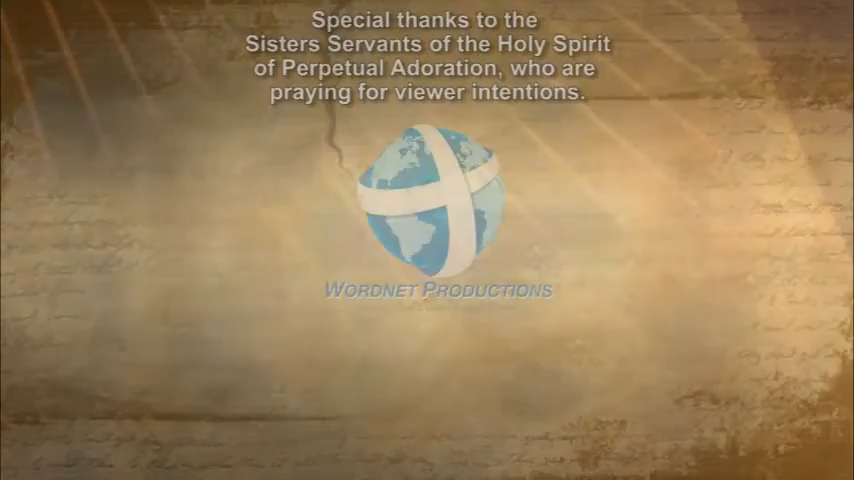 Special thanks to the
Sisters Servants of the Holy Spirit
of Perpetual Adoration, who are
praying for viewer intentions.
WORDNET PRODUCTIONS